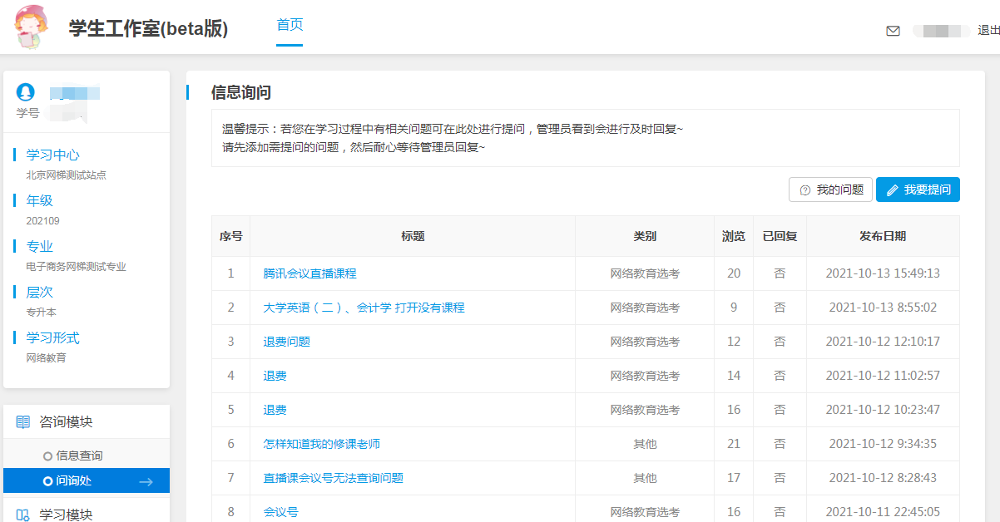 学生工作室(beta版)
首页
退出
学号
学习中心
北京网梯测试站点
年级
202109
专业
电子商务网梯测试专业
层次
专升本
学习形式
网络教育
咨询模块
信息查询
问询处
学习模块
信息询问
温馨提示：若您在学习过程中有相关问题可在此处进行提问，管理员看到会进行及时回复~
请先添加需提问的问题，然后耐心等待管理员回复~
我的问题 我要提问
序号 标题 类别 浏览 已回复 发布日期
1 腾讯会议直播课程 网络教育选考 20 否 2021-10-13 15:49:13
2 大学英语（二）、会计学 打开没有课程 网络教育选考 9 否 2021-10-13 8:55:02
3 退费问题 网络教育选考 12 否 2021-10-12 12:10:17
4 退费 网络教育选考 14 否 2021-10-12 11:02:57
5 退费 网络教育选考 16 否 2021-10-12 10:23:47
6 怎样知道我的修课老师 其他 21 否 2021-10-12 9:34:35
7 直播课会议号无法查询问题 其他 17 否 2021-10-12 8:28:43
8 会议号 网络教育选考 16 否 2021-10-11 22:45:05